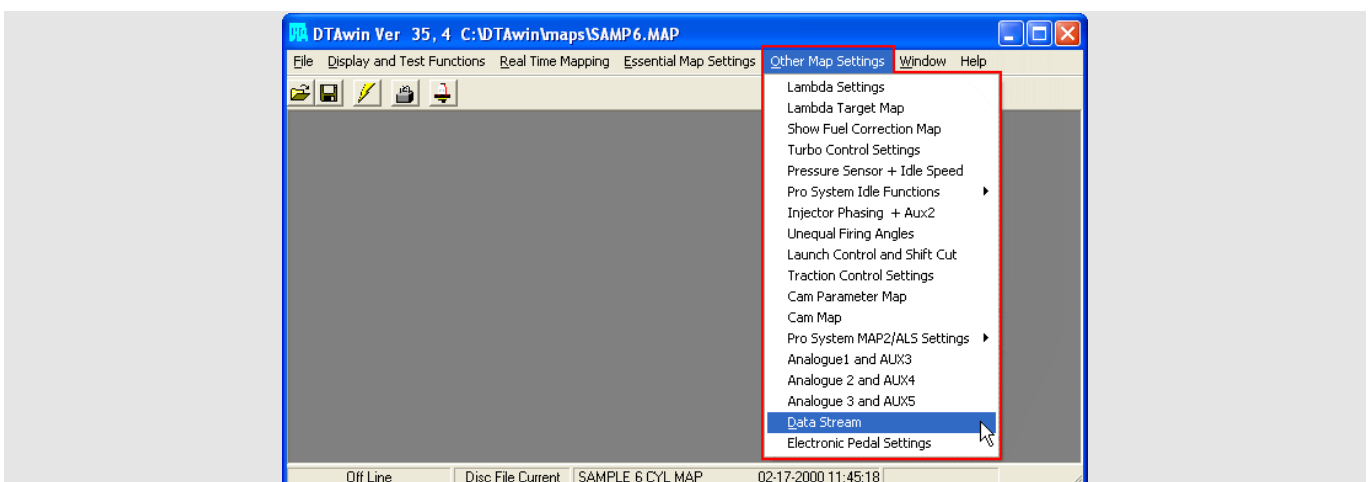 DTAwin Ver 35, 4 C:\DTAwin\maps\SAMP6.MAP
File Display and Test Functions Real Time Mapping Essential Map Settings Other Map Settings Window Help
Lambda Settings
Lambda Target Map
Show Fuel Correction Map
Turbo Control Settings
Pressure Sensor + Idle Speed
Pro System Idle Functions
Injector Phasing + Aux2
Unequal Firing Angles
Launch Control and Shift Cut
Traction Control Settings
Cam Parameter Map
Cam Map
Pro System MAP2/ALS Settings
Analogue1 and AUX3
Analogue 2 and AUX4
Analogue 3 and AUX5
Data Stream
Electronic Pedal Settings
Off Line Disc File Current SAMPLE 6 CYL MAP 02-17-2000 11:45:18